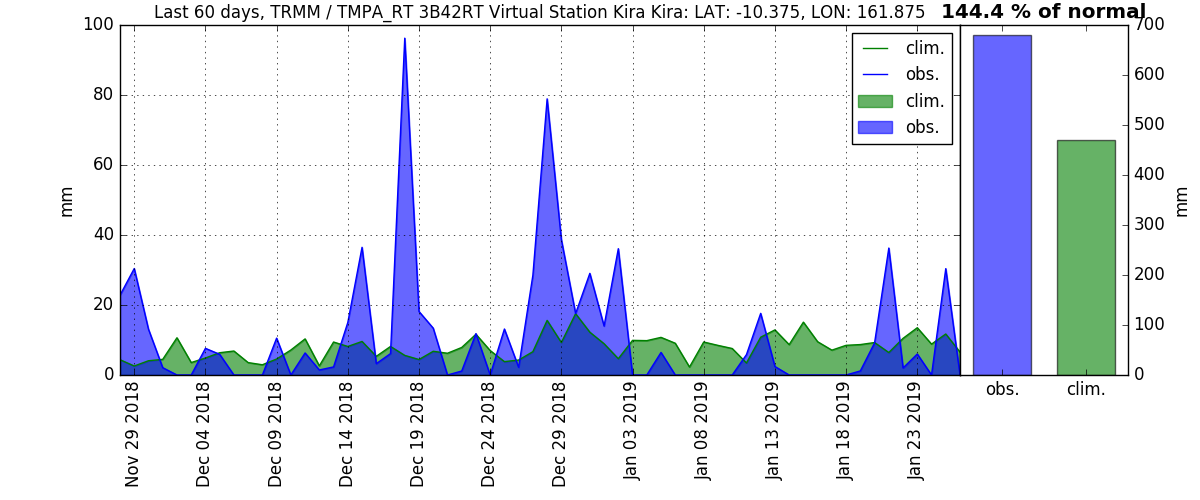 Last 60 days, TRMM / TMPA_RT 3B42RT Virtual Station Kira Kira: LAT: -10.375, LON: 161.875
144.4 % of normal
100
80
60
40
20
0
mm
clim.
obs.
clim.
obs.
700
600
500
400
300
200
100
0
mm
obs.
clim.
Nov 29 2018
Dec 04 2018
Dec 09 2018
Dec 14 2018
Dec 19 2018
Dec 24 2018
Dec 29 2018
Jan 03 2019
Jan 08 2019
Jan 13 2019
Jan 18 2019
Jan 23 2019